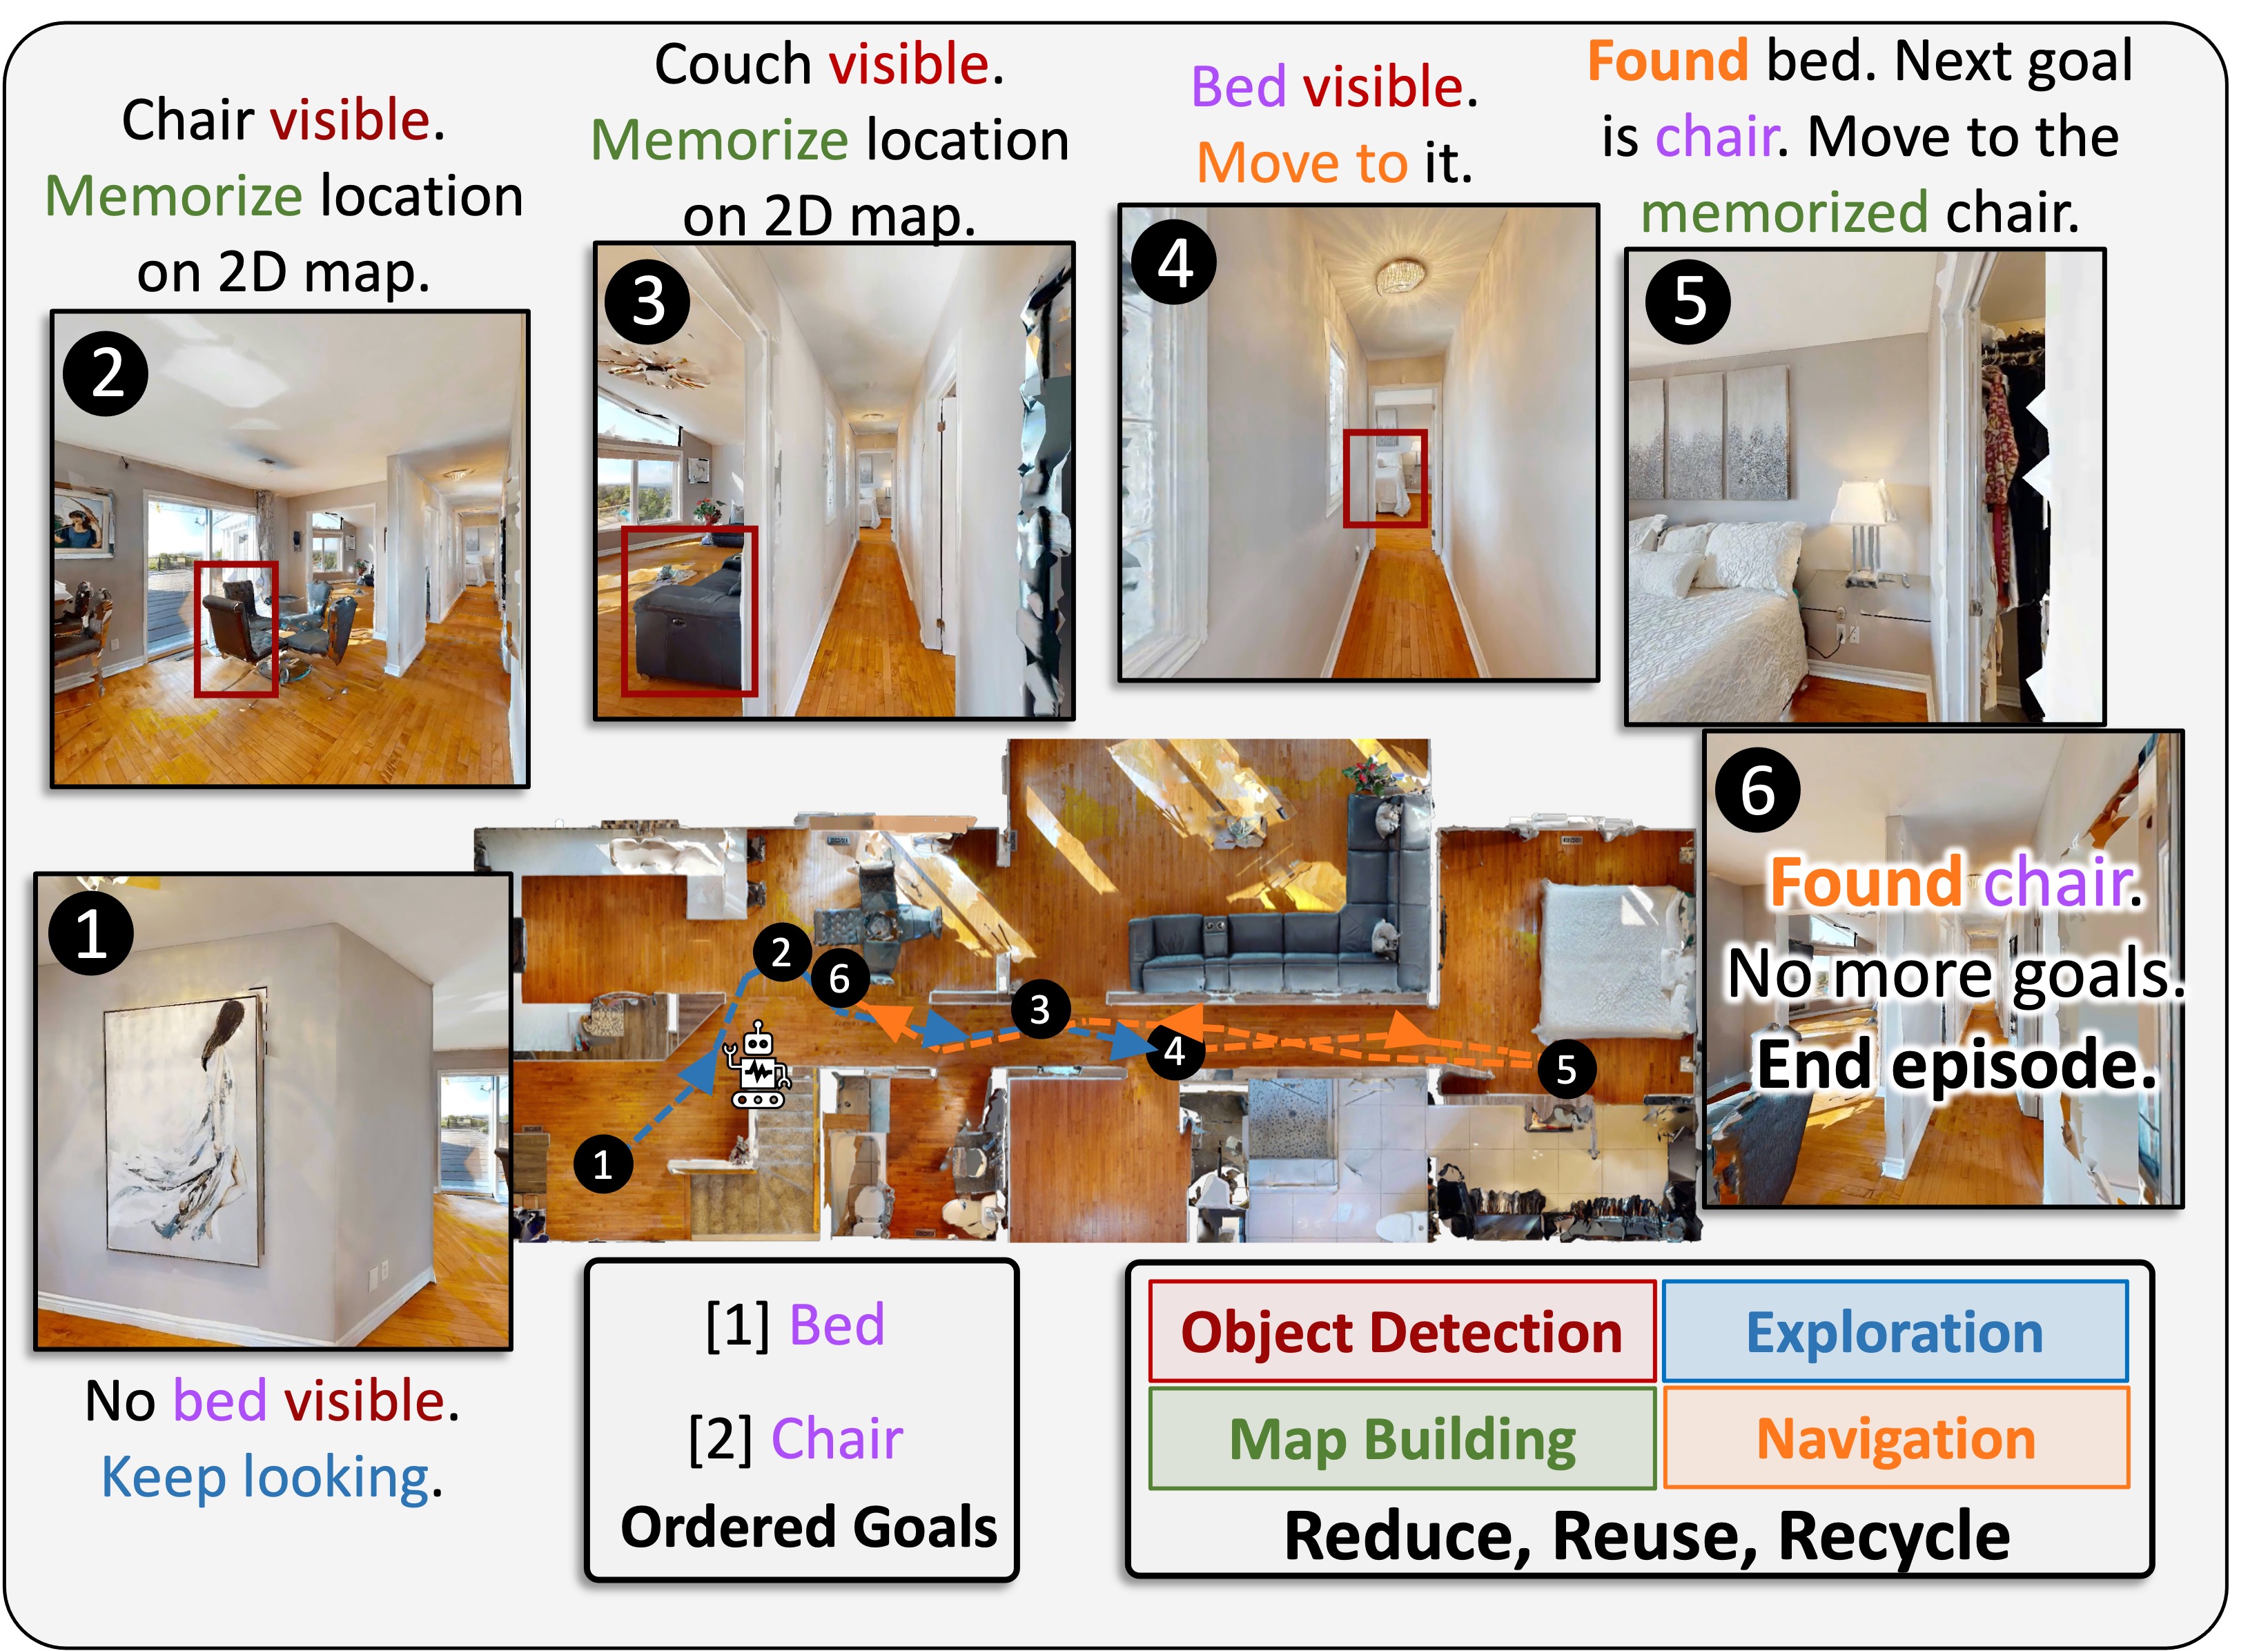 Chair visible.
Memorize location
on 2D map.
2
Couch visible.
Memorize location
on 2D map.
3
Bed visible.
Move to it.
4
Found bed. Next goal
is chair. Move to the
memorized chair.
5
6
Found chair.
No more goals.
End episode.
1
No bed visible.
Keep looking.
2
6
3
4
5
1
[1] Bed
[2] Chair
Ordered Goals
Object Detection
Exploration
Map Building
Navigation
Reduce, Reuse, Recycle